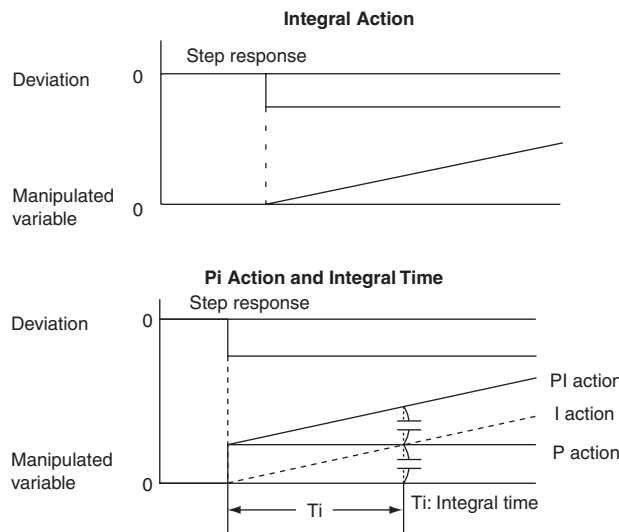 Integral Action
Step response
Deviation 0
Manipulated
variable 0
Pi Action and Integral Time
Step response
Deviation 0
PI action
I action
P action
Manipulated
variable 0
Ti
Ti: Integral time